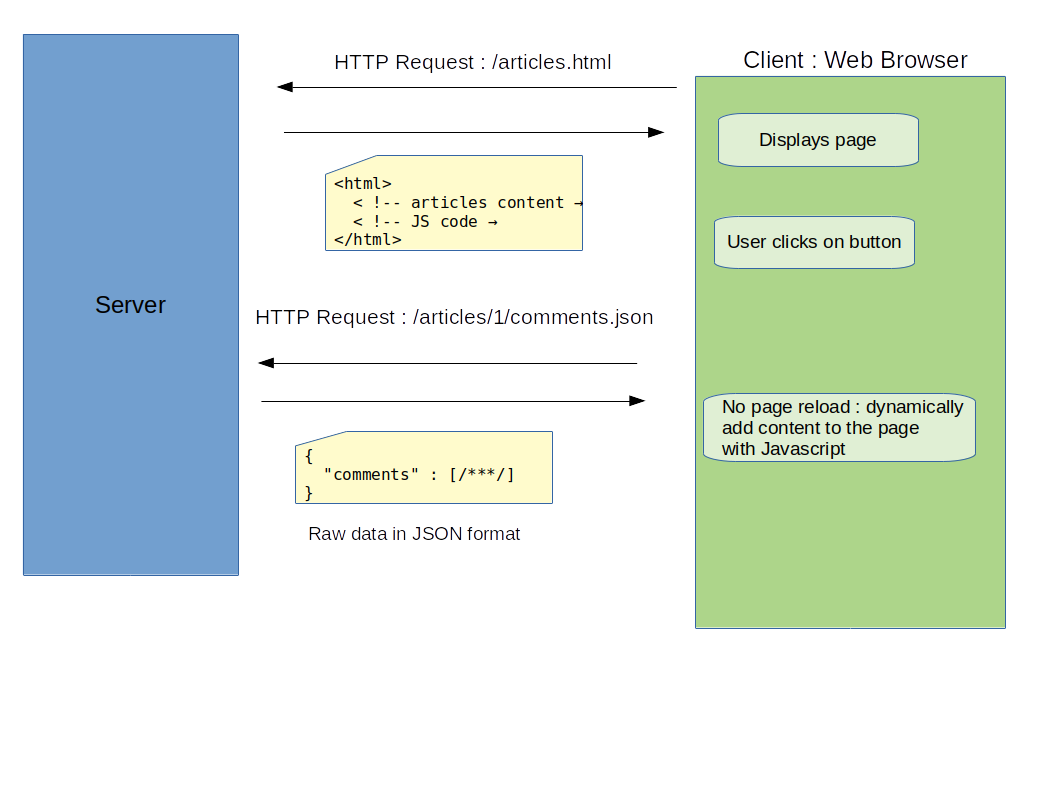 HTTP Request : /articles.html
Client : Web Browser
Displays page
<html>
< !-- articles content →
< !-- JS code →
</html>
User clicks on button
Server
HTTP Request : /articles/1/comments.json
No page reload : dynamically
add content to the page
with Javascript
{
"comments" : [/***/]
}
Raw data in JSON format